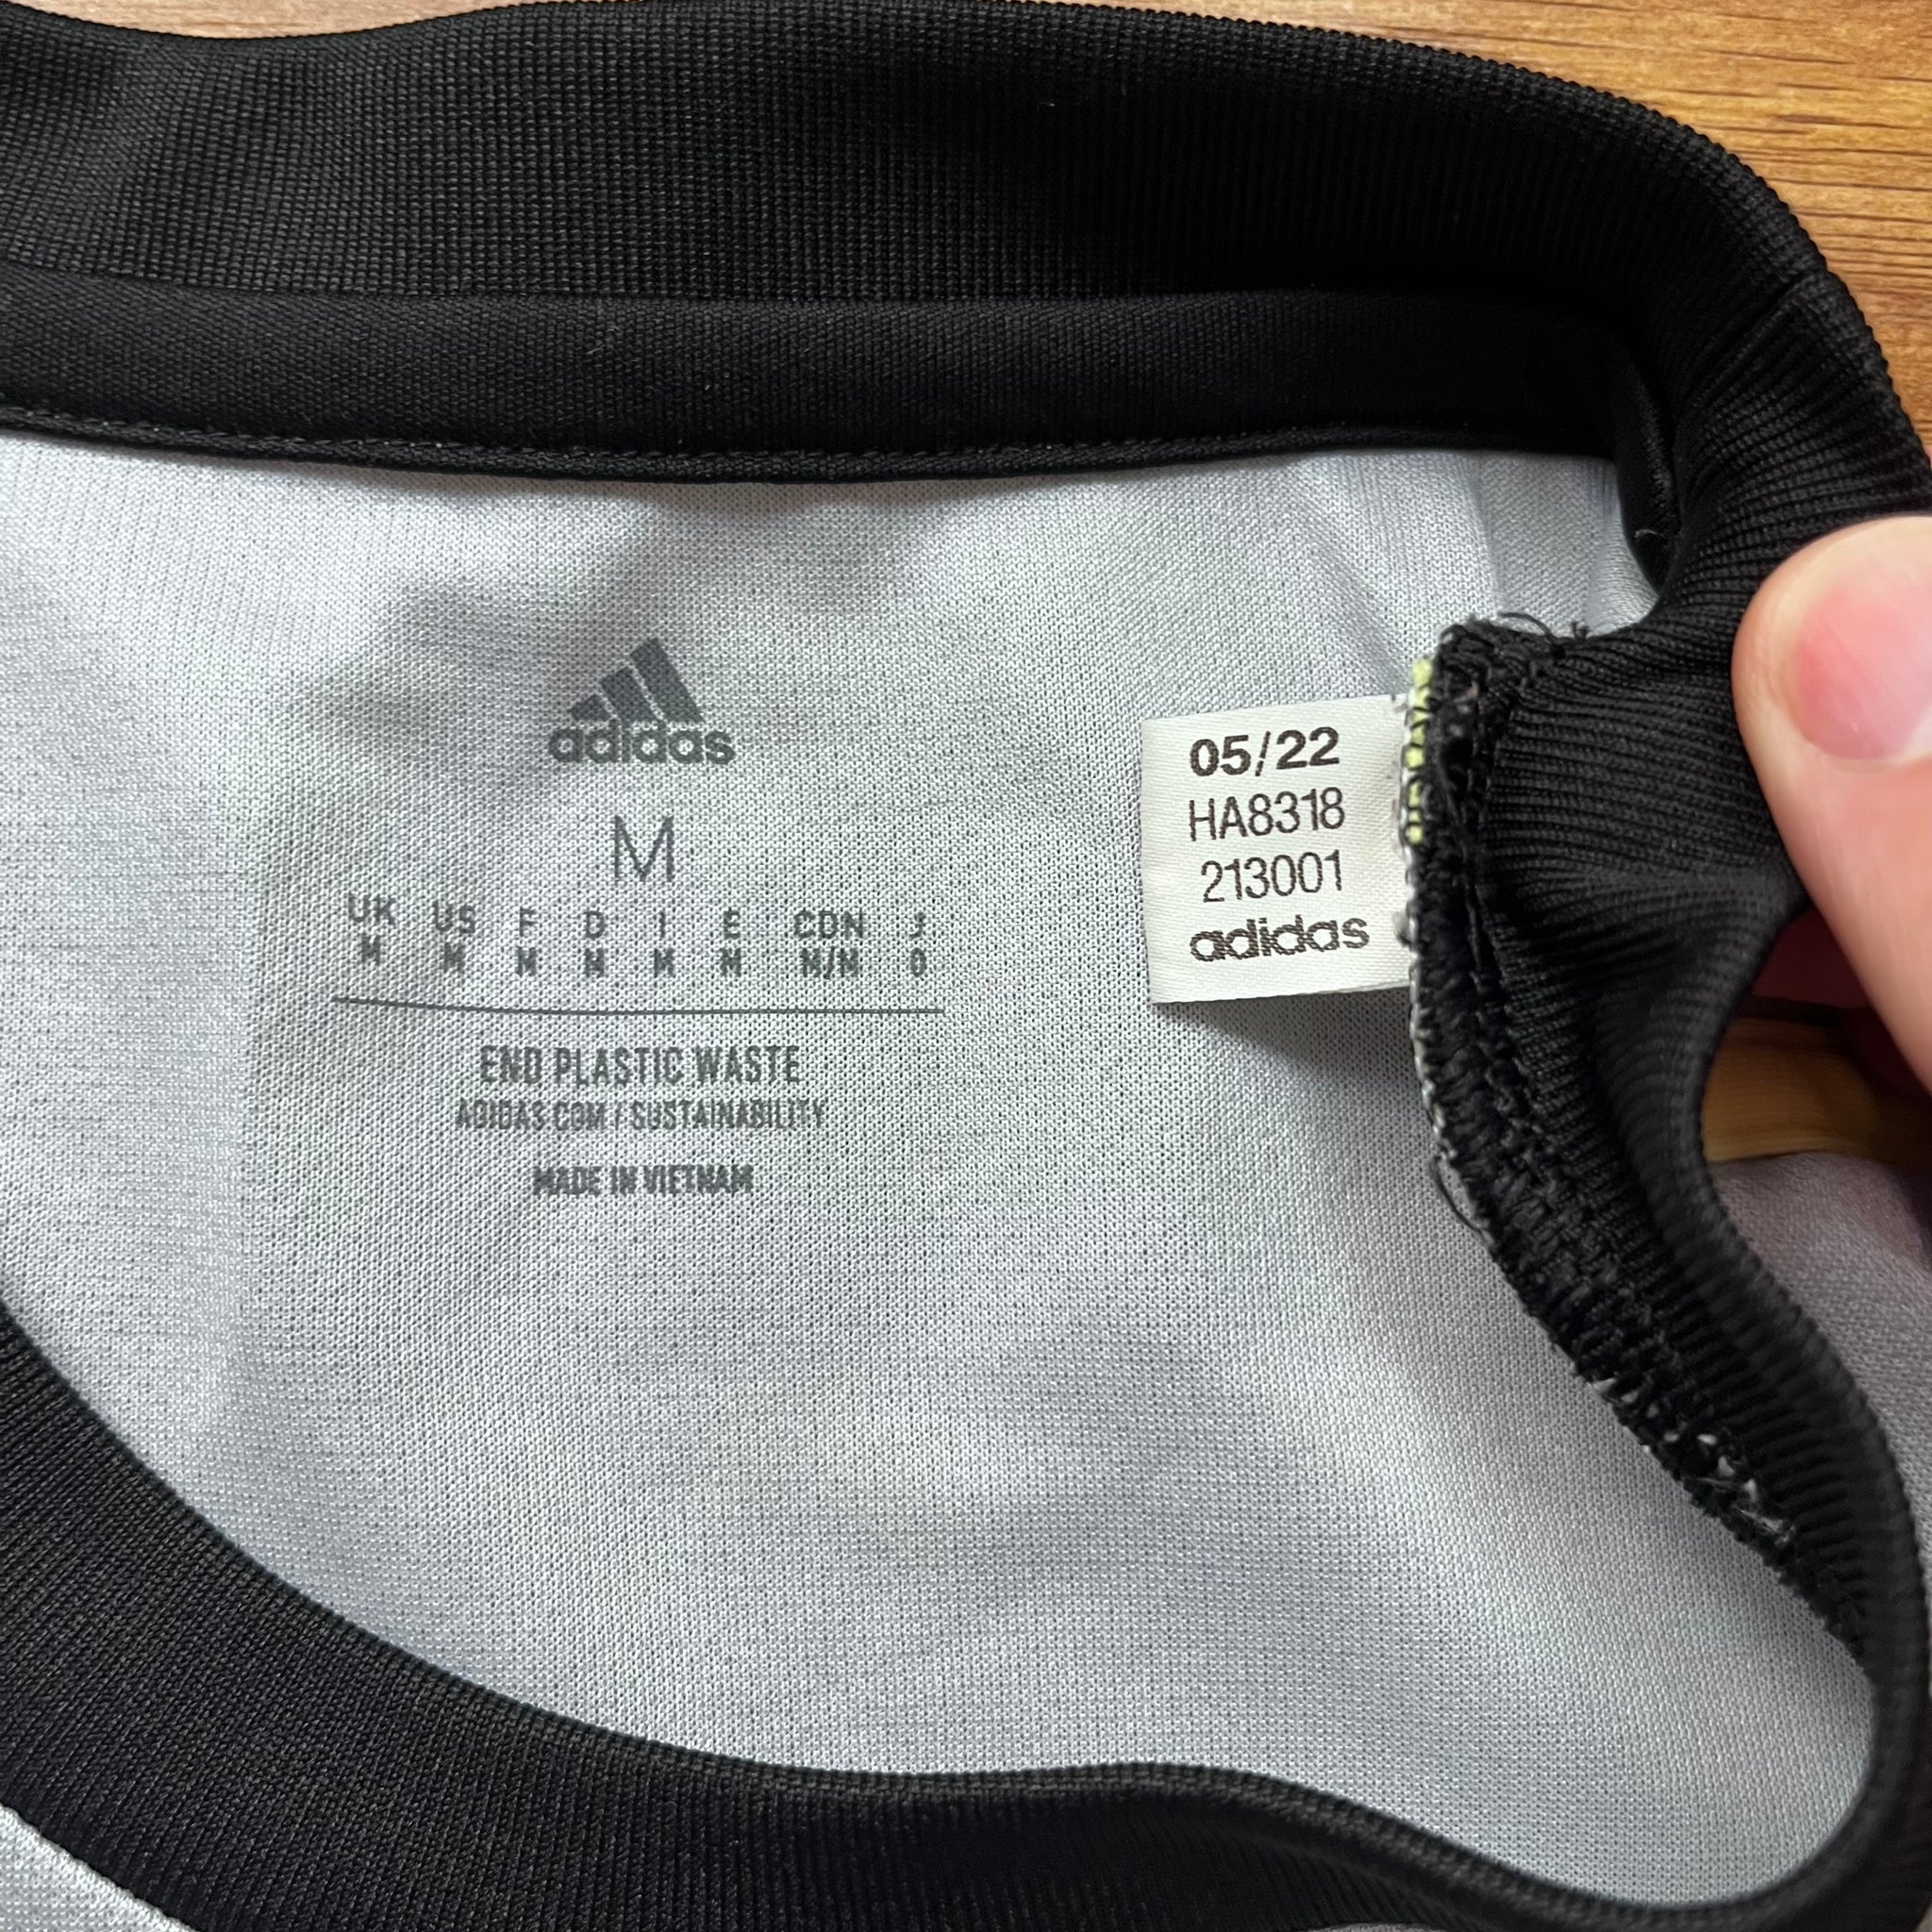 adidas
M
UK US F D I E CDN J
M M M M M M M/M O
END PLASTIC WASTE
ADIDAS.COM / SUSTAINABILITY
MADE IN VIETNAM
05/22
HA8318
213001
adidas